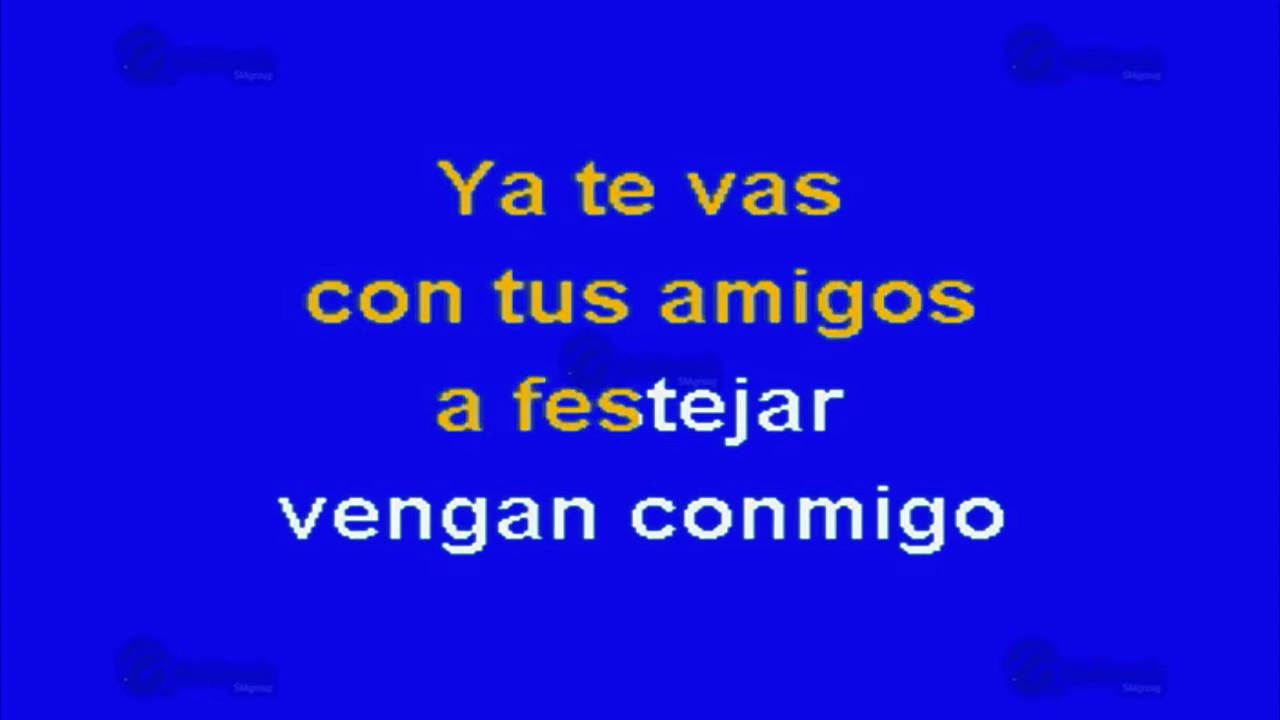 Ya te vas
con tus amigos
a festejar
vengan conmigo